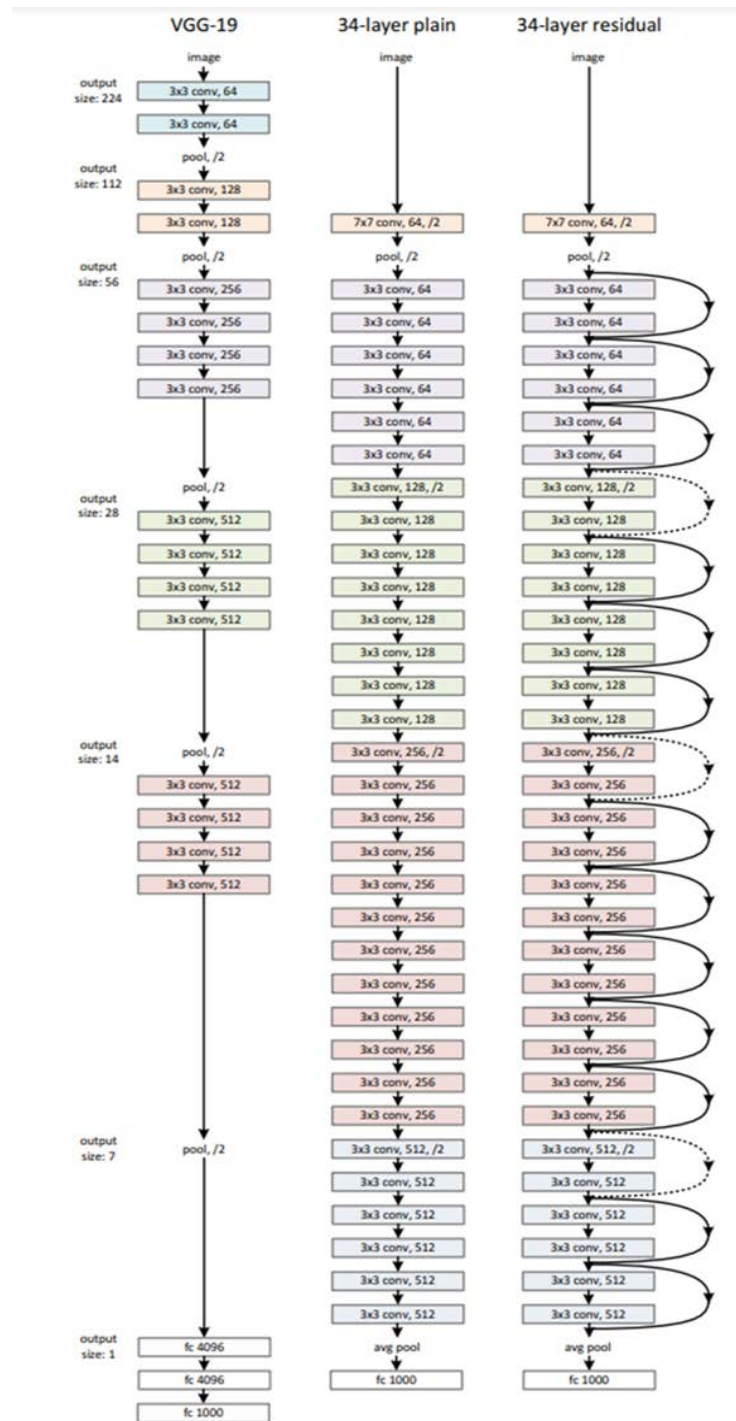 output
size: 224
output
size: 112
output
size: 56
output
size: 28
output
size: 14
output
size: 7
output
size: 1
VGG-19
image
3x3 conv, 64
3x3 conv, 64
pool, /2
3x3 conv, 128
3x3 conv, 128
pool, /2
3x3 conv, 256
3x3 conv, 256
3x3 conv, 256
3x3 conv, 256
pool, /2
3x3 conv, 512
3x3 conv, 512
3x3 conv, 512
3x3 conv, 512
pool, /2
3x3 conv, 512
3x3 conv, 512
3x3 conv, 512
3x3 conv, 512
pool, /2
fc 4096
fc 4096
fc 1000
34-layer plain
image
7x7 conv, 64, /2
pool, /2
3x3 conv, 64
3x3 conv, 64
3x3 conv, 64
3x3 conv, 64
3x3 conv, 64
3x3 conv, 64
3x3 conv, 128, /2
3x3 conv, 128
3x3 conv, 128
3x3 conv, 128
3x3 conv, 128
3x3 conv, 128
3x3 conv, 128
3x3 conv, 128
3x3 conv, 256, /2
3x3 conv, 256
3x3 conv, 256
3x3 conv, 256
3x3 conv, 256
3x3 conv, 256
3x3 conv, 256
3x3 conv, 256
3x3 conv, 256
3x3 conv, 256
3x3 conv, 256
3x3 conv, 256
3x3 conv, 512, /2
3x3 conv, 512
3x3 conv, 512
3x3 conv, 512
3x3 conv, 512
3x3 conv, 512
avg pool
fc 1000
34-layer residual
image
7x7 conv, 64, /2
pool, /2
3x3 conv, 64
3x3 conv, 64
3x3 conv, 64
3x3 conv, 64
3x3 conv, 64
3x3 conv, 64
3x3 conv, 128, /2
3x3 conv, 128
3x3 conv, 128
3x3 conv, 128
3x3 conv, 128
3x3 conv, 128
3x3 conv, 128
3x3 conv, 128
3x3 conv, 256, /2
3x3 conv, 256
3x3 conv, 256
3x3 conv, 256
3x3 conv, 256
3x3 conv, 256
3x3 conv, 256
3x3 conv, 256
3x3 conv, 256
3x3 conv, 256
3x3 conv, 256
3x3 conv, 256
3x3 conv, 512, /2
3x3 conv, 512
3x3 conv, 512
3x3 conv, 512
3x3 conv, 512
3x3 conv, 512
avg pool
fc 1000